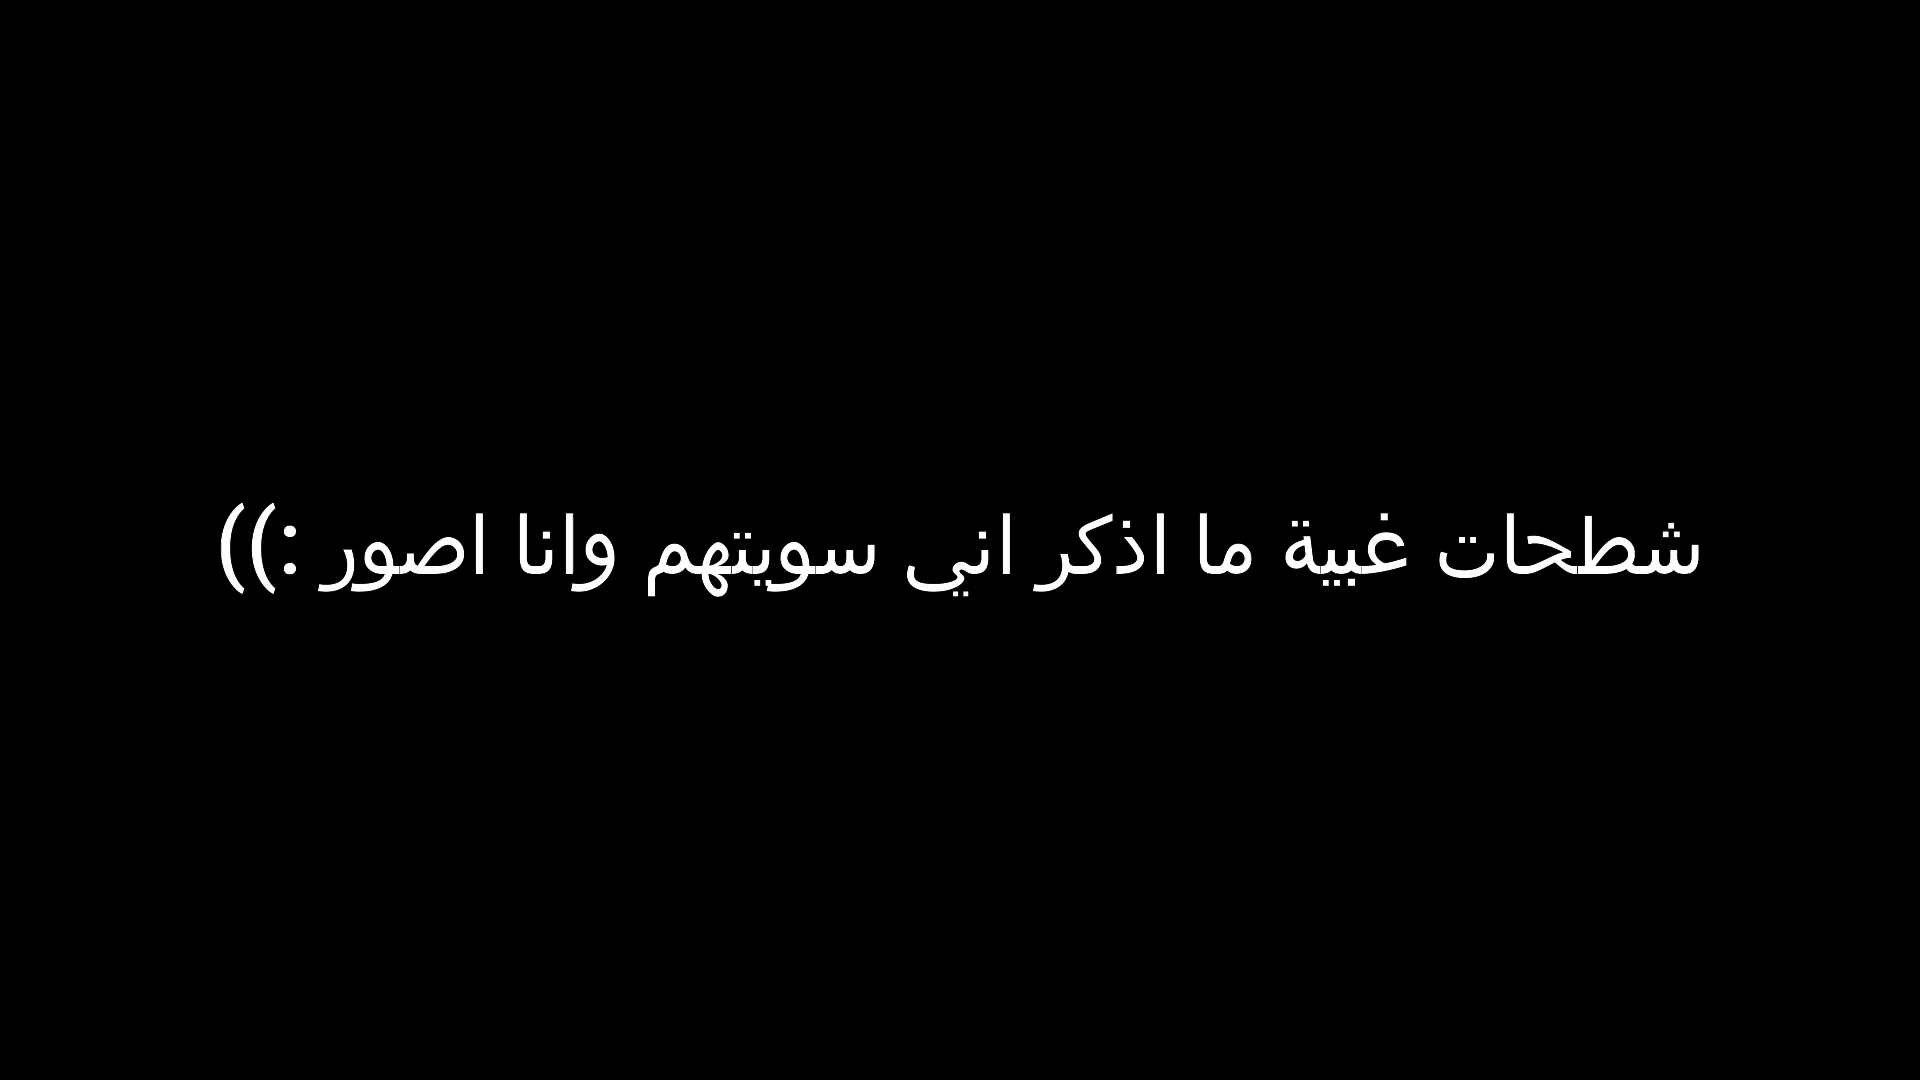 شطحات غبية ما اذكر اني سويتهم وانا اصور :))